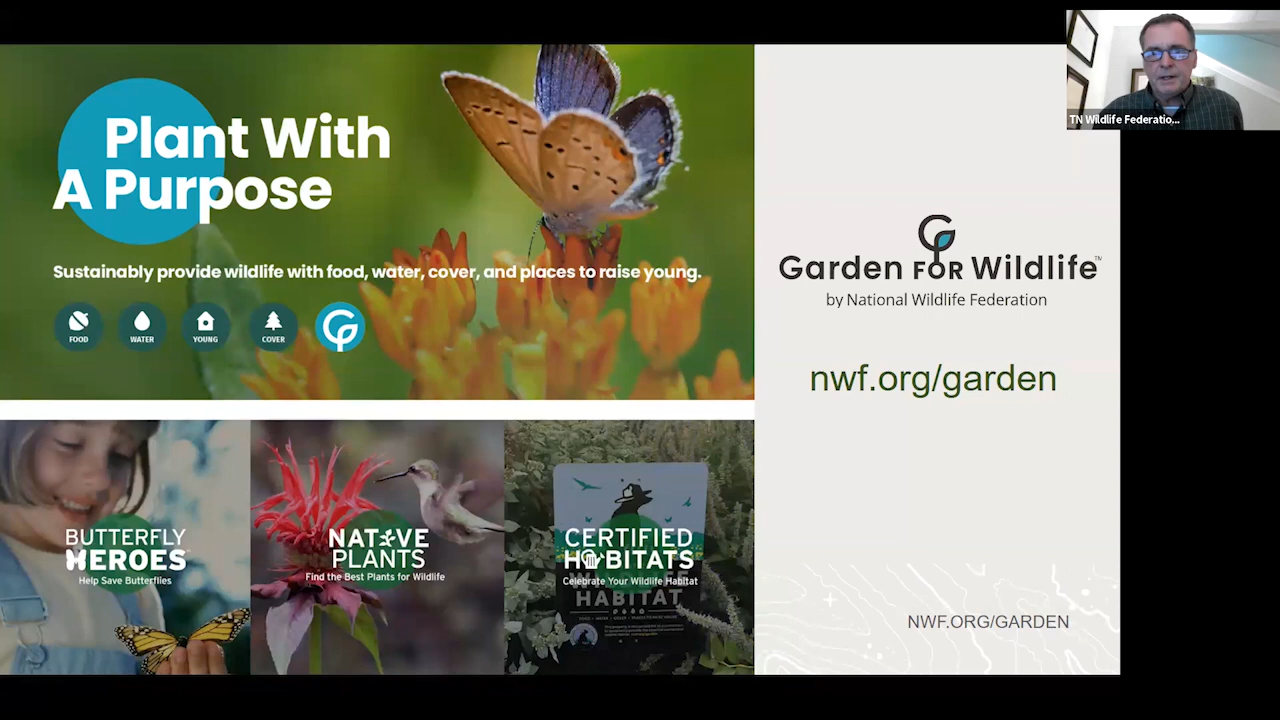 Plant With
A Purpose
Sustainably provide wildlife with food, water, cover, and places to raise young.
FOOD
WATER
YOUNG
COVER
BUTTERFLY
HEROES
Help Save Butterflies
NATIVE
PLANTS
Find the Best Plants for Wildlife
CERTIFIED
HABITATS
Celebrate Your Wildlife Habitat
WILDLIFE
HABITAT
Garden FOR Wildlife™
by National Wildlife Federation
nwf.org/garden
NWF.ORG/GARDEN
TN Wildlife Federatio...